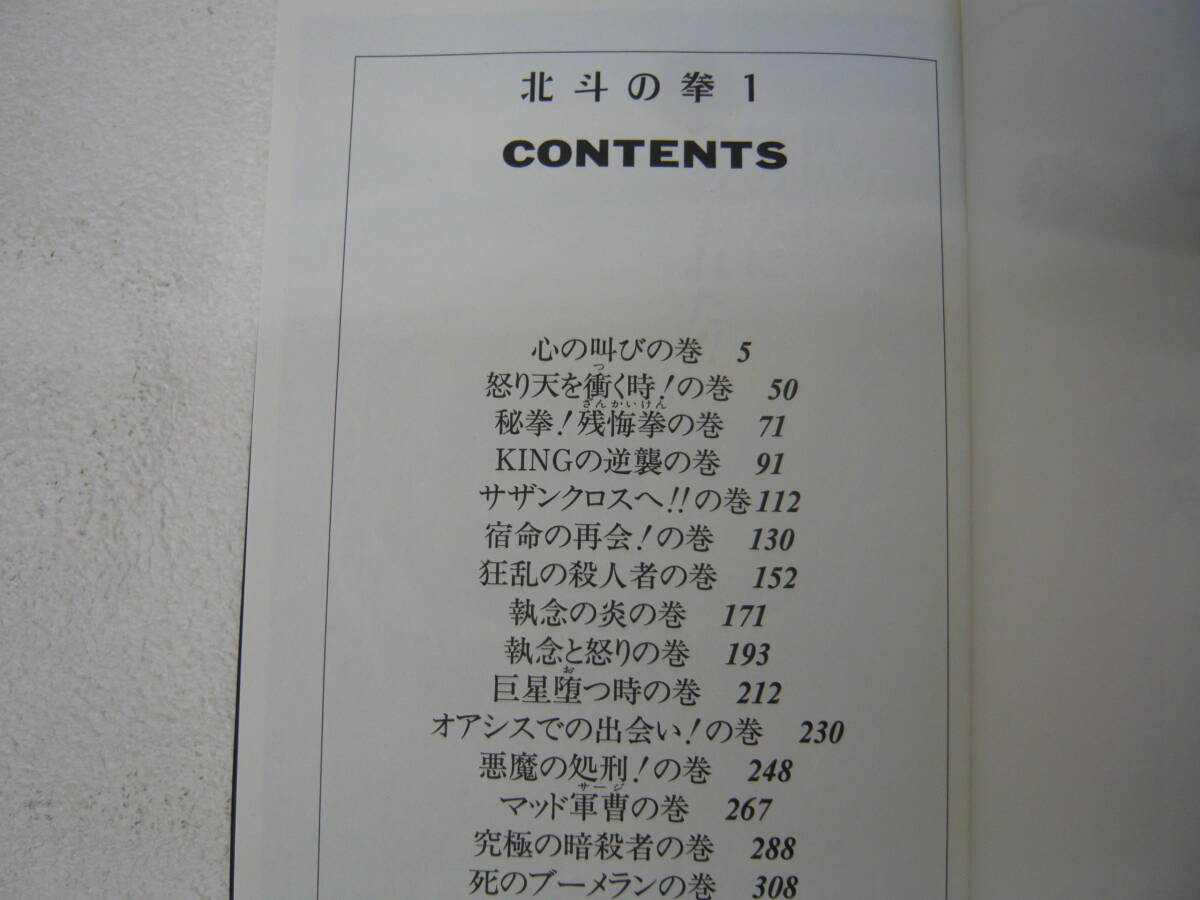 北斗の拳 1
CONTENTS
心の叫びの巻 5
怒り天を衝く時!の巻 50
秘拳!残悔拳の巻 71
KINGの逆襲の巻 91
サザンクロスへ!!の巻 112
宿命の再会!の巻 130
狂乱の殺人者の巻 152
執念の炎の巻 171
執念と怒りの巻 193
巨星堕つ時の巻 212
オアシスでの出会い!の巻 230
悪魔の処刑!の巻 248
マッド軍曹の巻 267
究極の暗殺者の巻 288
死のブーメランの巻 308